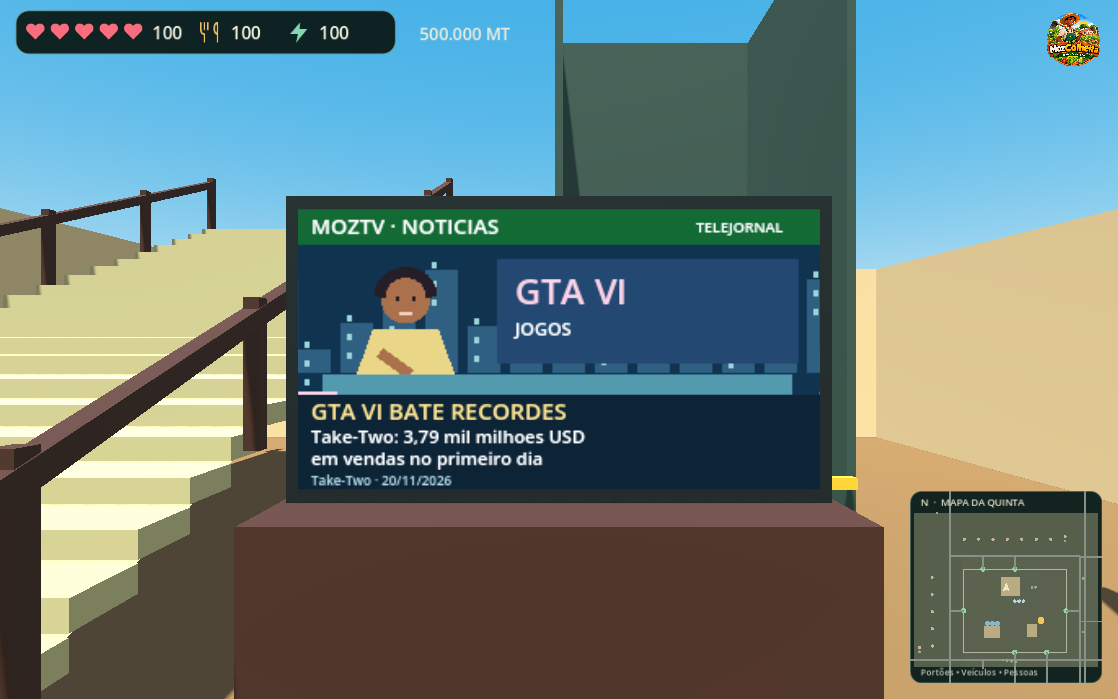 100 100 100 500.000 MT
MozColheita
MOZTV · NOTICIAS TELEJORNAL
GTA VI
JOGOS
GTA VI BATE RECORDES
Take-Two: 3,79 mil milhoes USD
em vendas no primeiro dia
Take-Two · 20/11/2026
N · MAPA DA QUINTA
A
Portões • Veículos • Pessoas